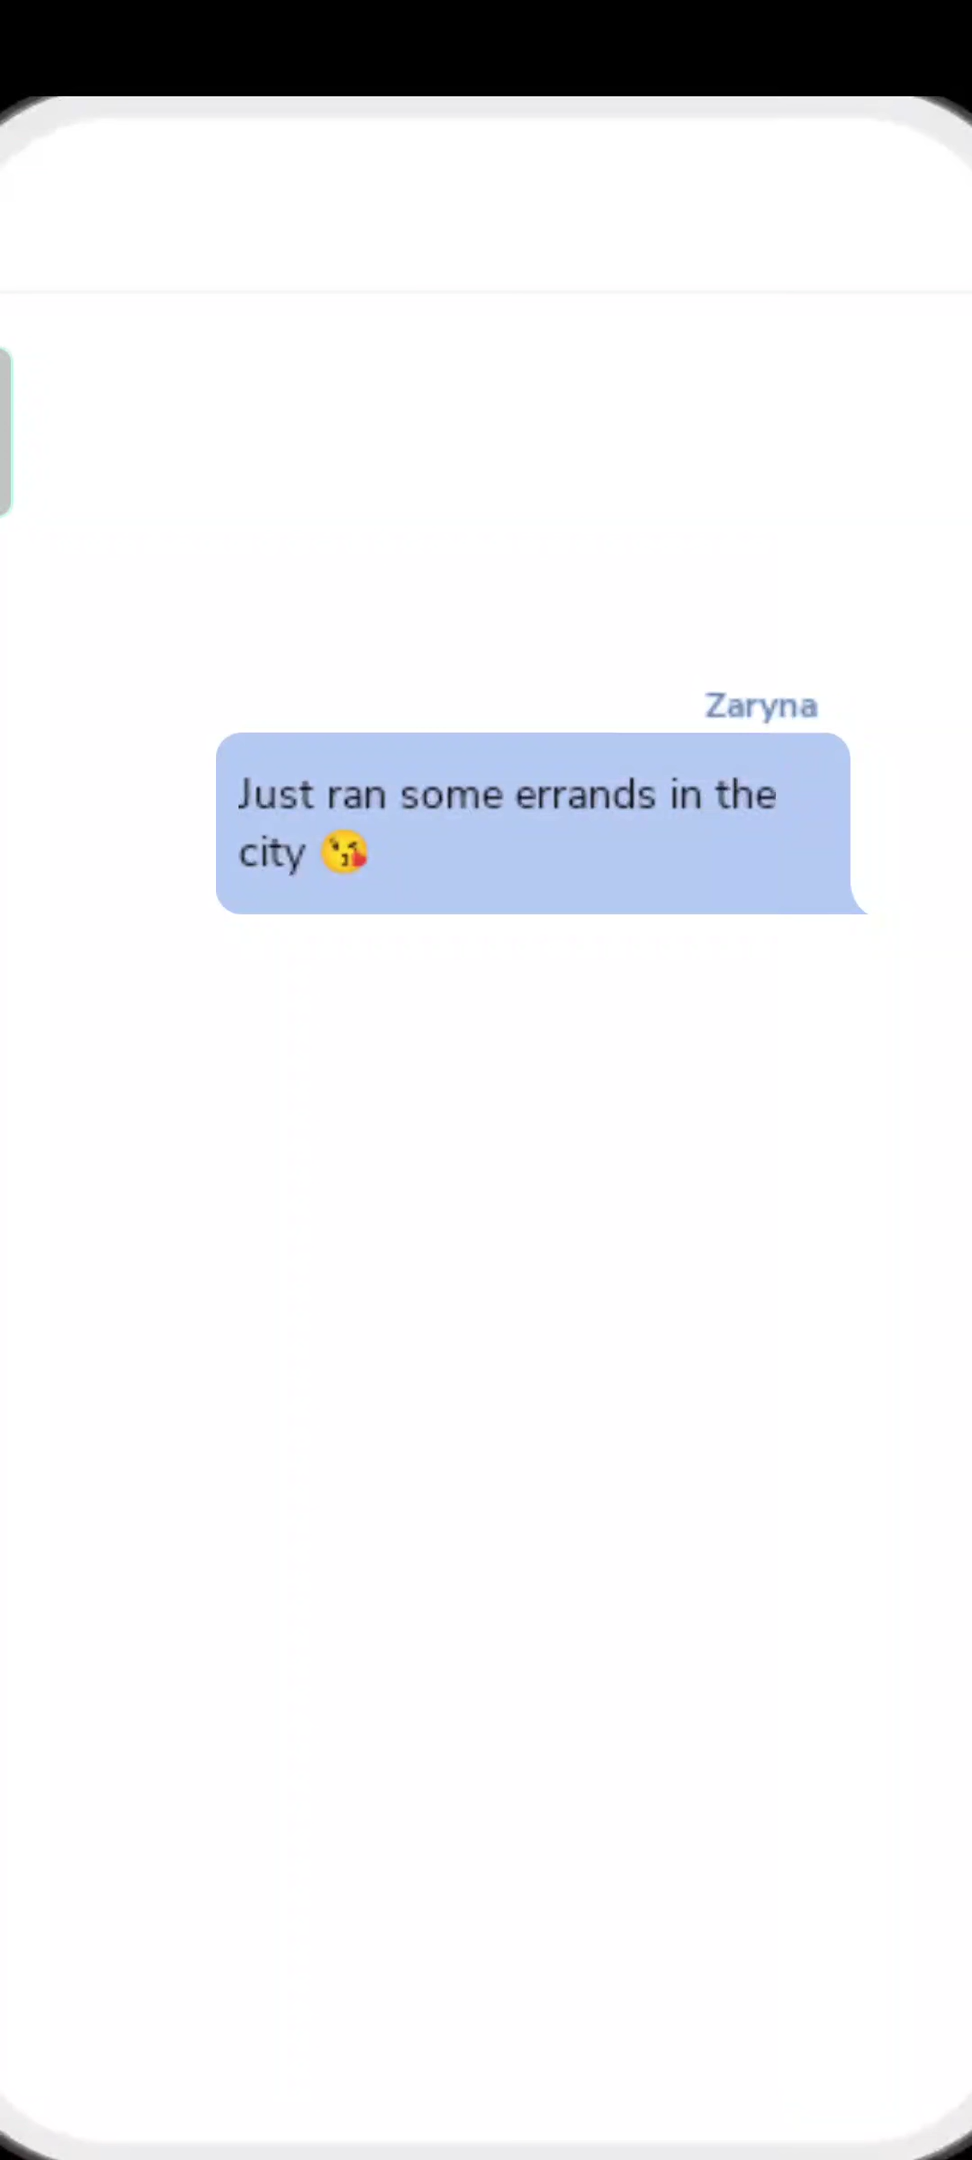 Zaryna
Just ran some errands in the
city 😘